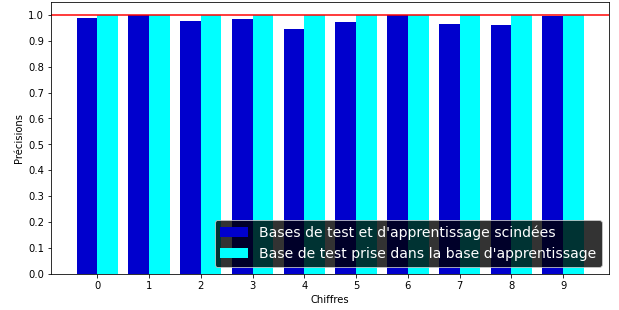 1.0
0.9
0.8
0.7
0.6
0.5
0.4
0.3
0.2
0.1
0.0
Précisions
Bases de test et d'apprentissage scindées
Base de test prise dans la base d'apprentissage
0 1 2 3 4 5 6 7 8 9
Chiffres